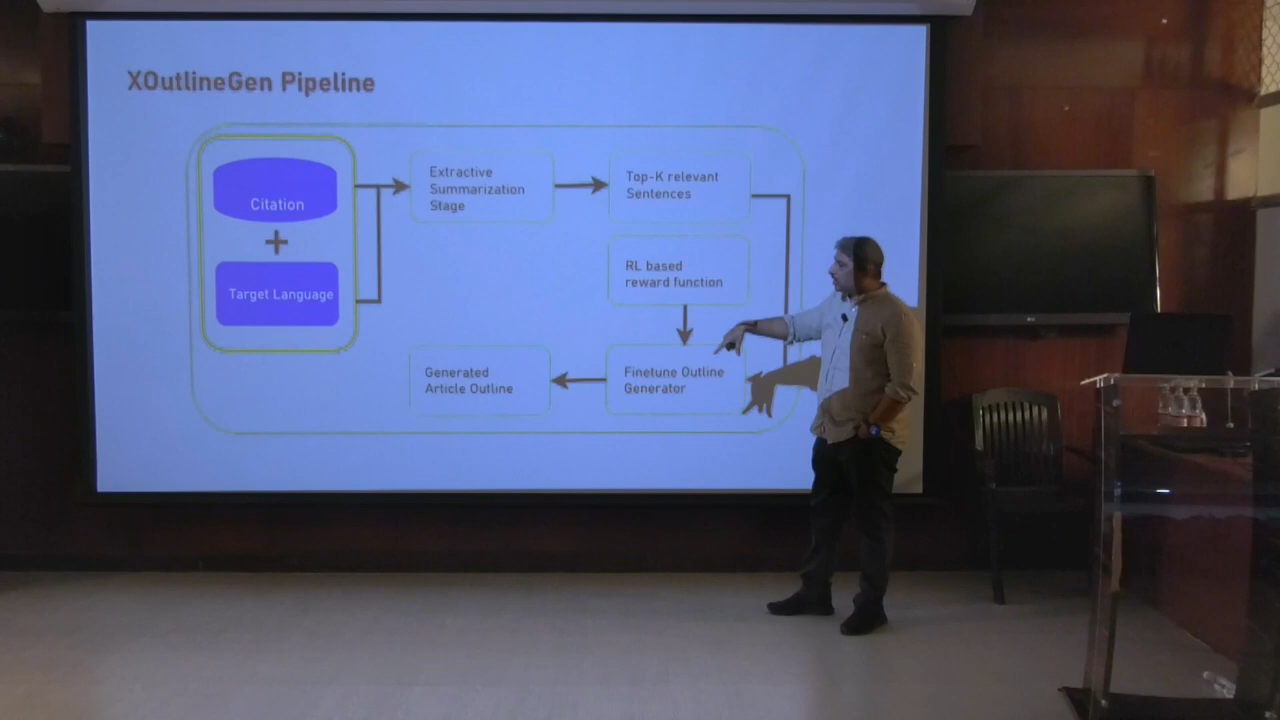 XOutlineGen Pipeline
Citation
+
Target Language
Extractive
Summarization
Stage
Top-K relevant
Sentences
RL based
reward function
Finetune Outline
Generator
Generated
Article Outline